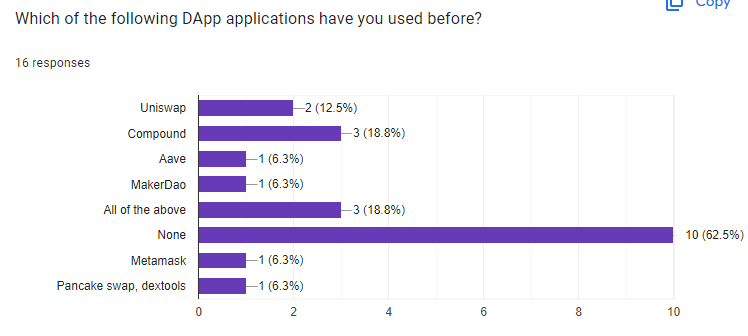 Copy
Which of the following DApp applications have you used before?
16 responses
Uniswap 2 (12.5%)
Compound 3 (18.8%)
Aave 1 (6.3%)
MakerDao 1 (6.3%)
All of the above 3 (18.8%)
None 10 (62.5%)
Metamask 1 (6.3%)
Pancake swap, dextools 1 (6.3%)
0 2 4 6 8 10